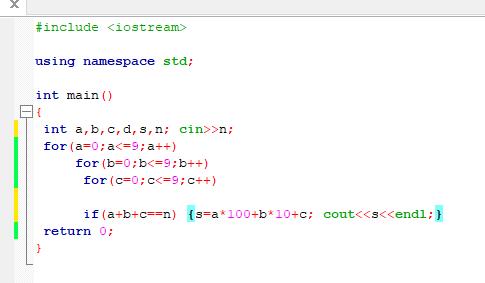 #include <iostream>
using namespace std;
int main()
{
int a,b,c,d,s,n; cin>>n;
for(a=0;a<=9;a++)
for(b=0;b<=9;b++)
for(c=0;c<=9;c++)
if(a+b+c==n) {s=a*100+b*10+c; cout<<s<<endl;}
return 0;
}